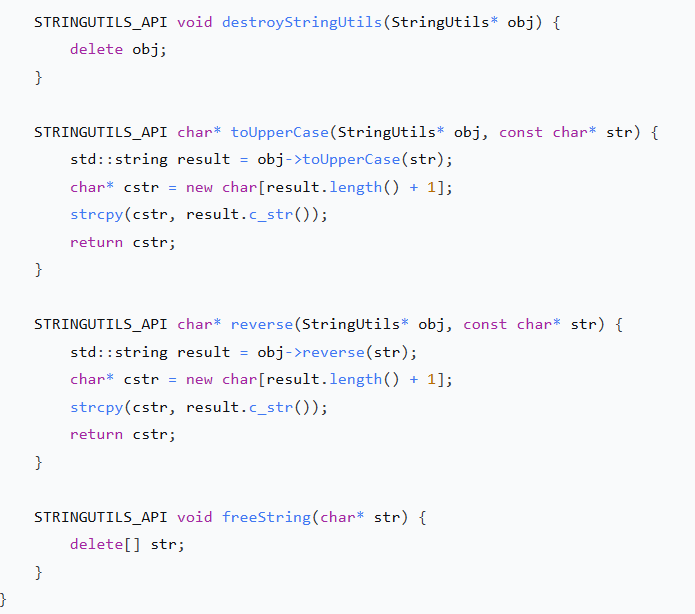 STRINGUTILS_API void destroyStringUtils(StringUtils* obj) {
        delete obj;
    }

    STRINGUTILS_API char* toUpperCase(StringUtils* obj, const char* str) {
        std::string result = obj->toUpperCase(str);
        char* cstr = new char[result.length() + 1];
        strcpy(cstr, result.c_str());
        return cstr;
    }

    STRINGUTILS_API char* reverse(StringUtils* obj, const char* str) {
        std::string result = obj->reverse(str);
        char* cstr = new char[result.length() + 1];
        strcpy(cstr, result.c_str());
        return cstr;
    }

    STRINGUTILS_API void freeString(char* str) {
        delete[] str;
    }
}